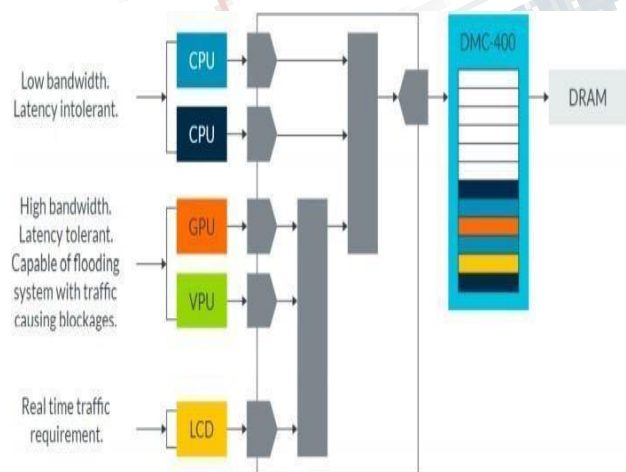 Low bandwidth.
Latency intolerant.
CPU
CPU
High bandwidth.
Latency tolerant.
Capable of flooding
system with traffic
causing blockages.
GPU
VPU
Real time traffic
requirement.
LCD
DMC-400
DRAM